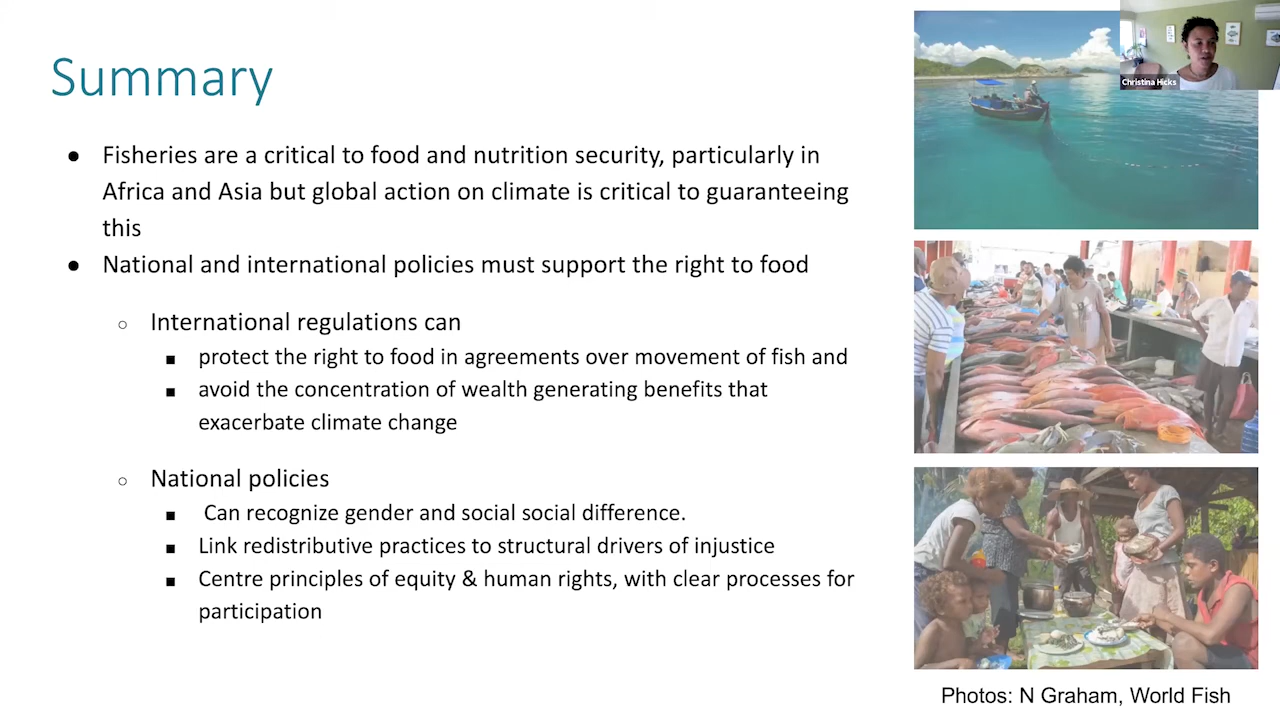 Summary
● Fisheries are a critical to food and nutrition security, particularly in
Africa and Asia but global action on climate is critical to guaranteeing
this
● National and international policies must support the right to food
○ International regulations can
■ protect the right to food in agreements over movement of fish and
■ avoid the concentration of wealth generating benefits that
exacerbate climate change
○ National policies
■ Can recognize gender and social social difference.
■ Link redistributive practices to structural drivers of injustice
■ Centre principles of equity & human rights, with clear processes for
participation
Christina Hicks
Photos: N Graham, World Fish